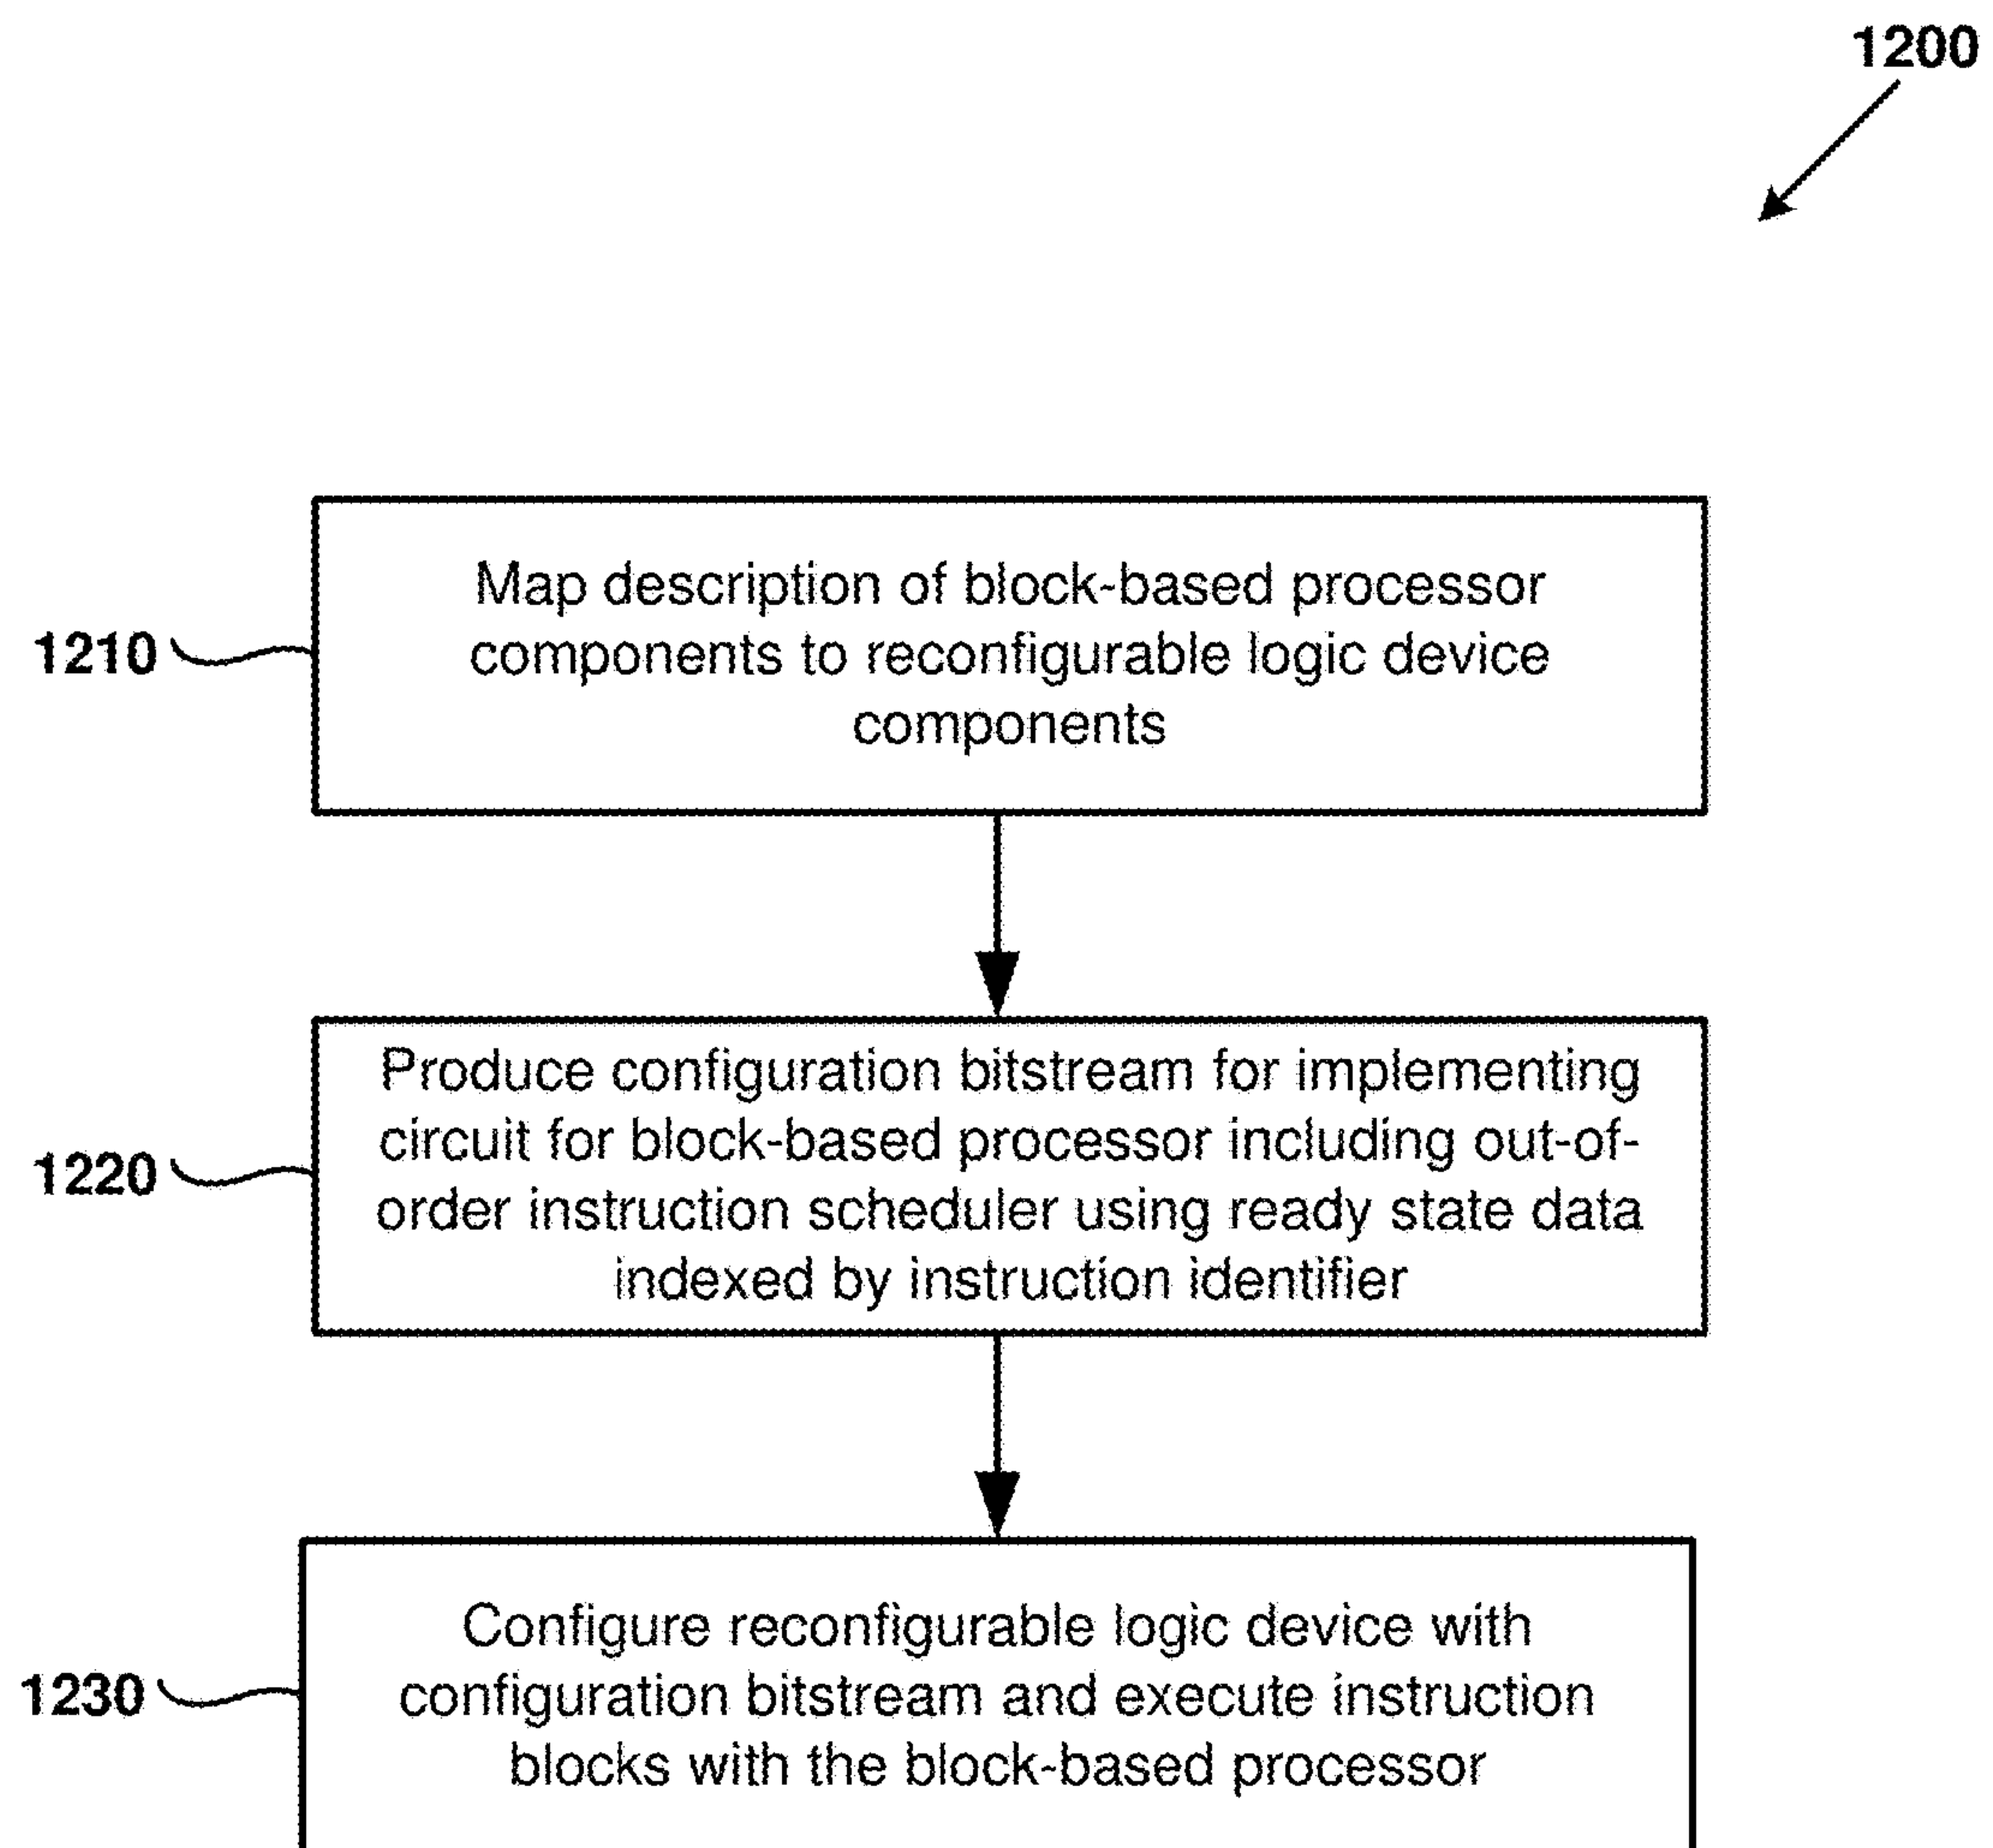 1200
Map description of block-based processor
1210
components to reconfigurable logic device
components
Produce configuration bitstream for implementing
circuit for block-based processor including out-of-
1220
order instruction scheduler using ready state data
indexed by instruction identifier
Configure reconfigurable logic device with
1230
configuration bitstream and execute instruction
blocks with the block-based processor